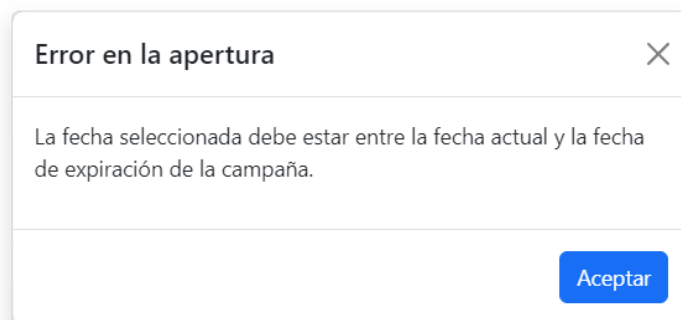 Error en la apertura
La fecha seleccionada debe estar entre la fecha actual y la fecha
de expiración de la campaña.
Aceptar